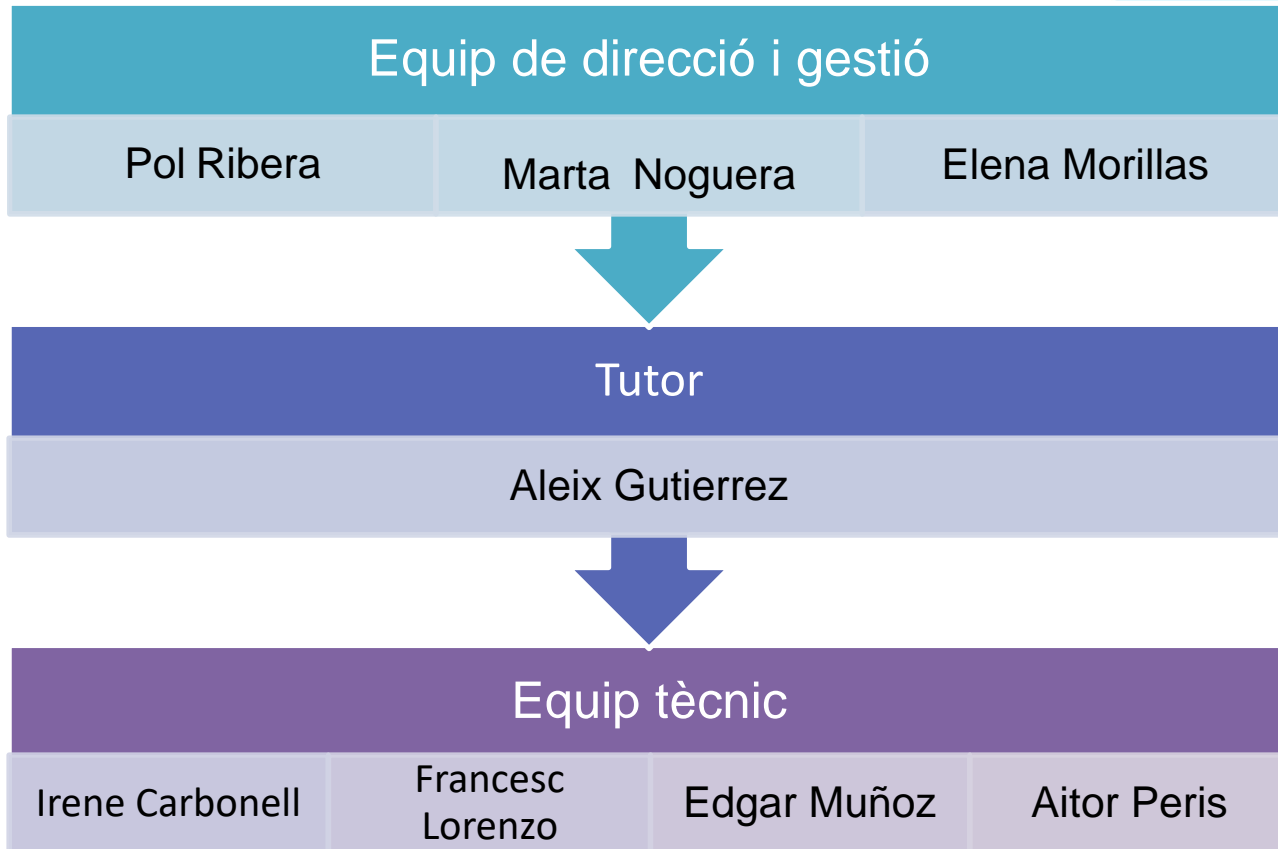 Equip de direcció i gestió
Pol Ribera
Marta Noguera
Elena Morillas
Tutor
Aleix Gutierrez
Equip tècnic
Irene Carbonell
Francesc
Lorenzo
Edgar Muñoz
Aitor Peris